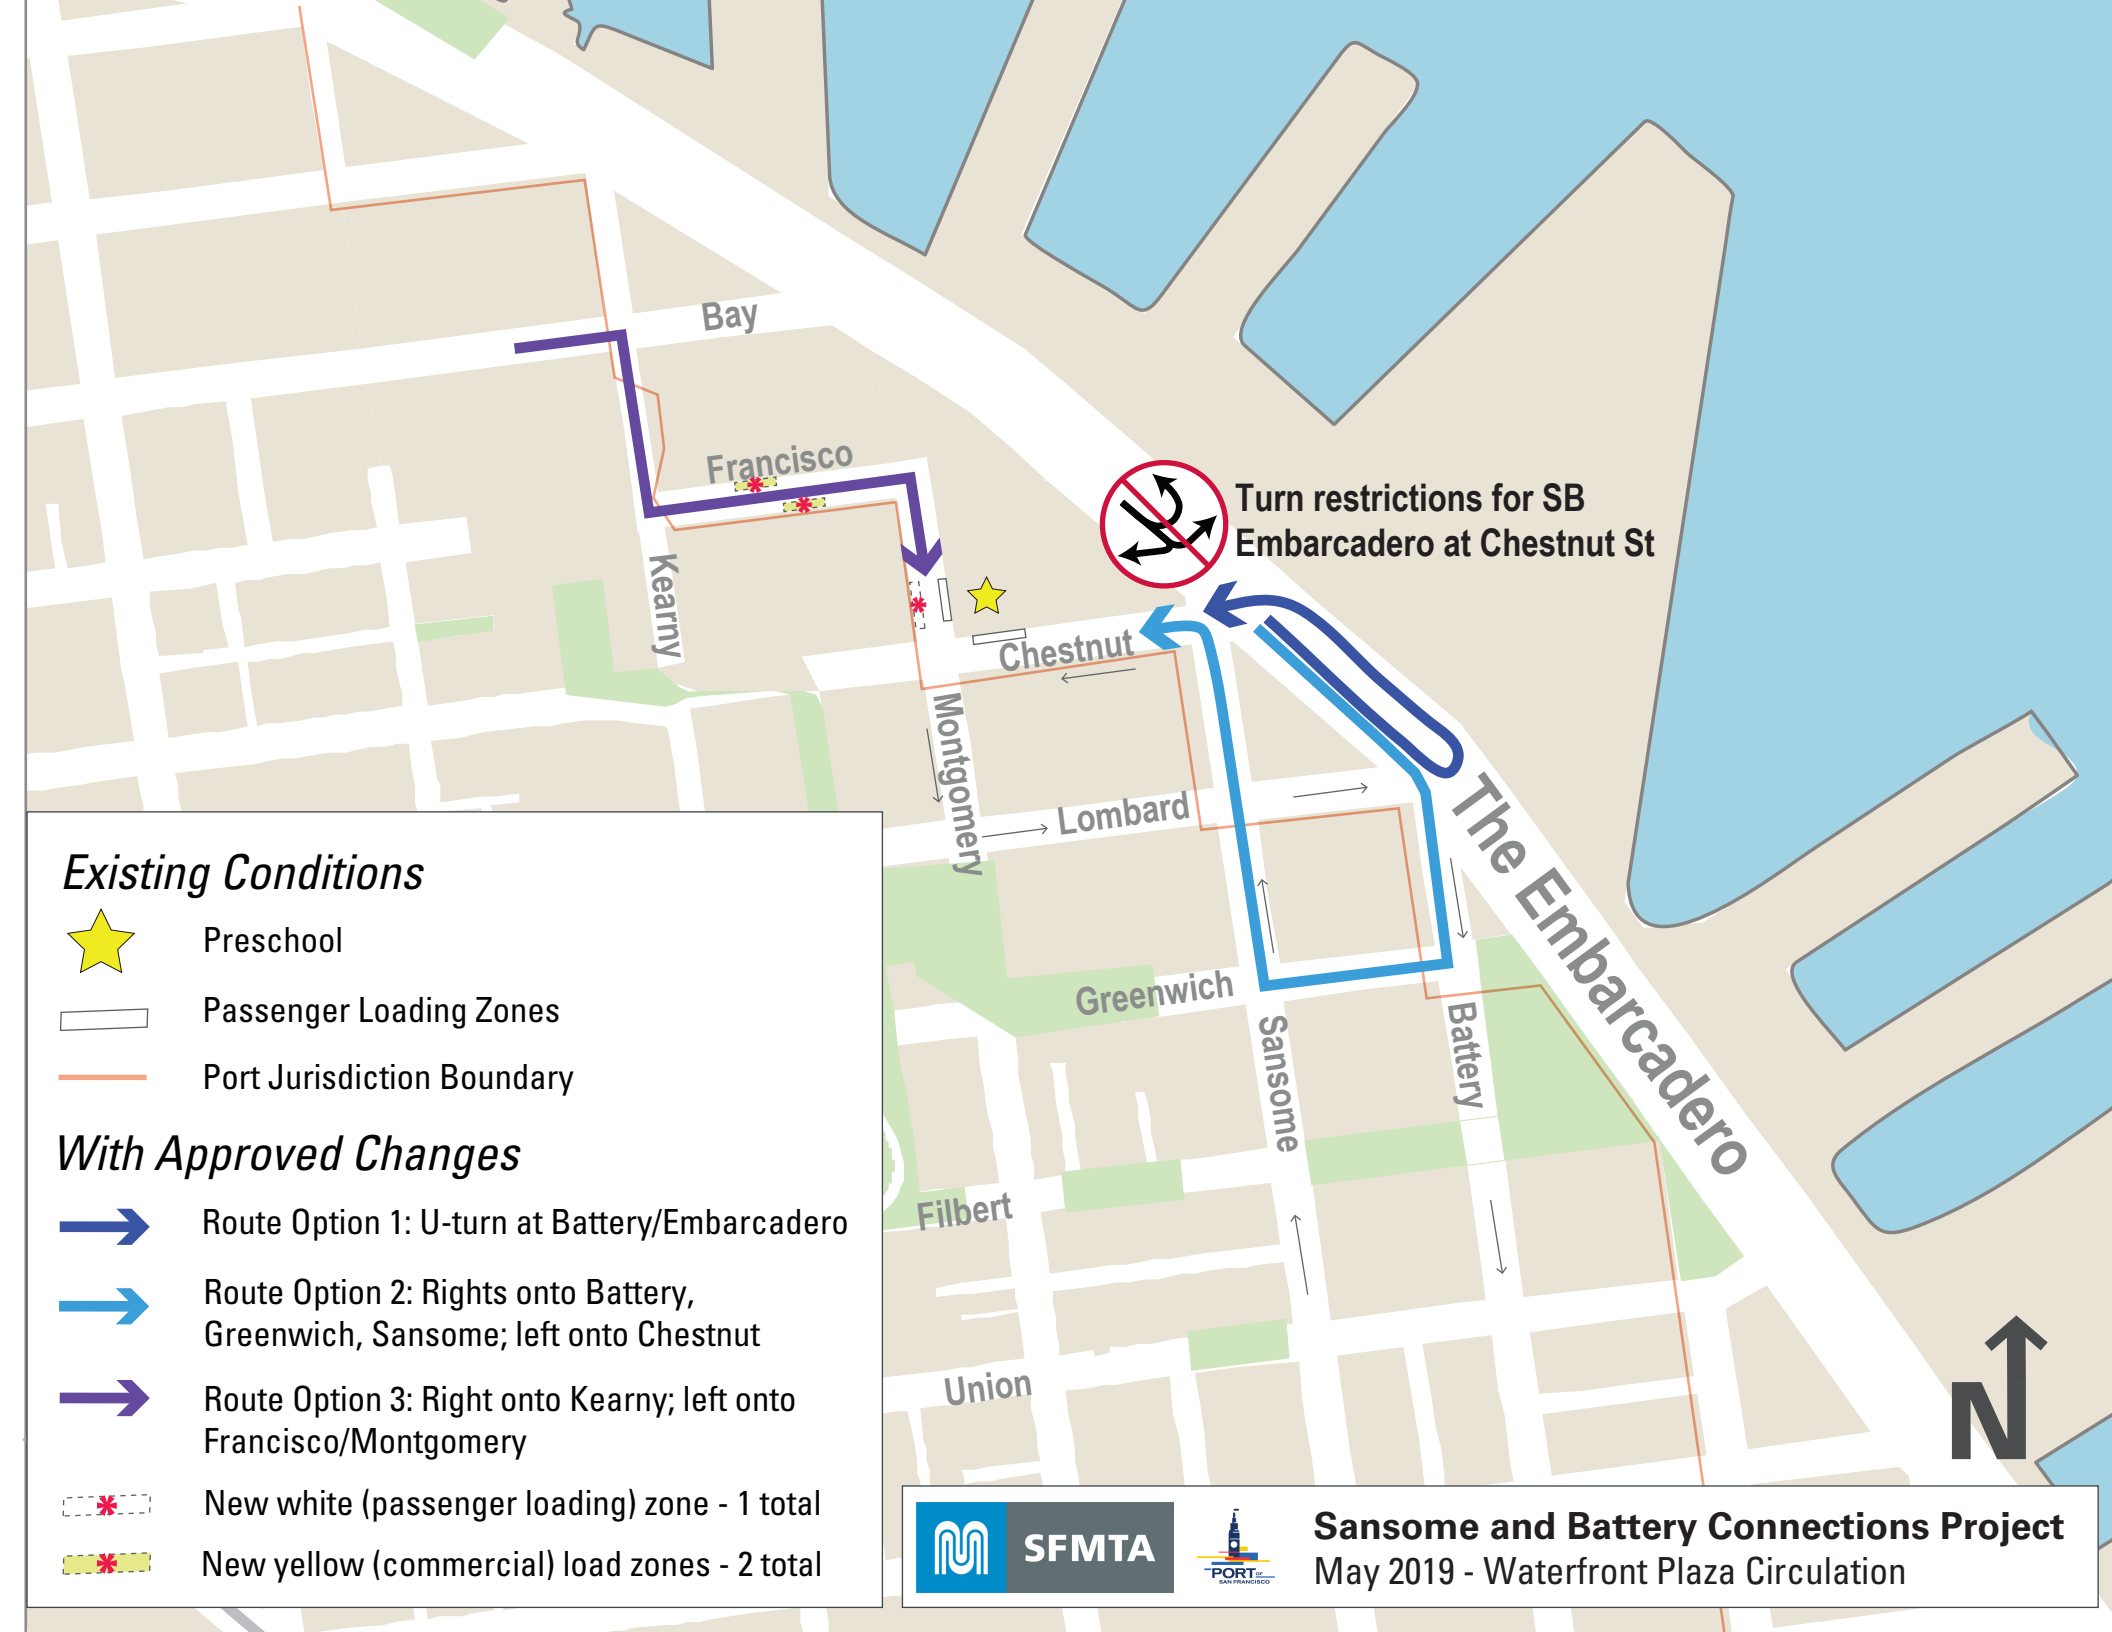 Bay
Francisco
Turn restrictions for SB
Embarcadero at Chestnut St
Kearny
Chestnut
Montgomery
Lombard
The Embarcadero
Greenwich
Sansome
Battery
Filbert
Union
Existing Conditions
Preschool
Passenger Loading Zones
Port Jurisdiction Boundary
With Approved Changes
Route Option 1: U-turn at Battery/Embarcadero
Route Option 2: Rights onto Battery,
Greenwich, Sansome; left onto Chestnut
Route Option 3: Right onto Kearny; left onto
Francisco/Montgomery
New white (passenger loading) zone - 1 total
New yellow (commercial) load zones - 2 total
N
SFMTA
PORT OF
SAN FRANCISCO
Sansome and Battery Connections Project
May 2019 - Waterfront Plaza Circulation